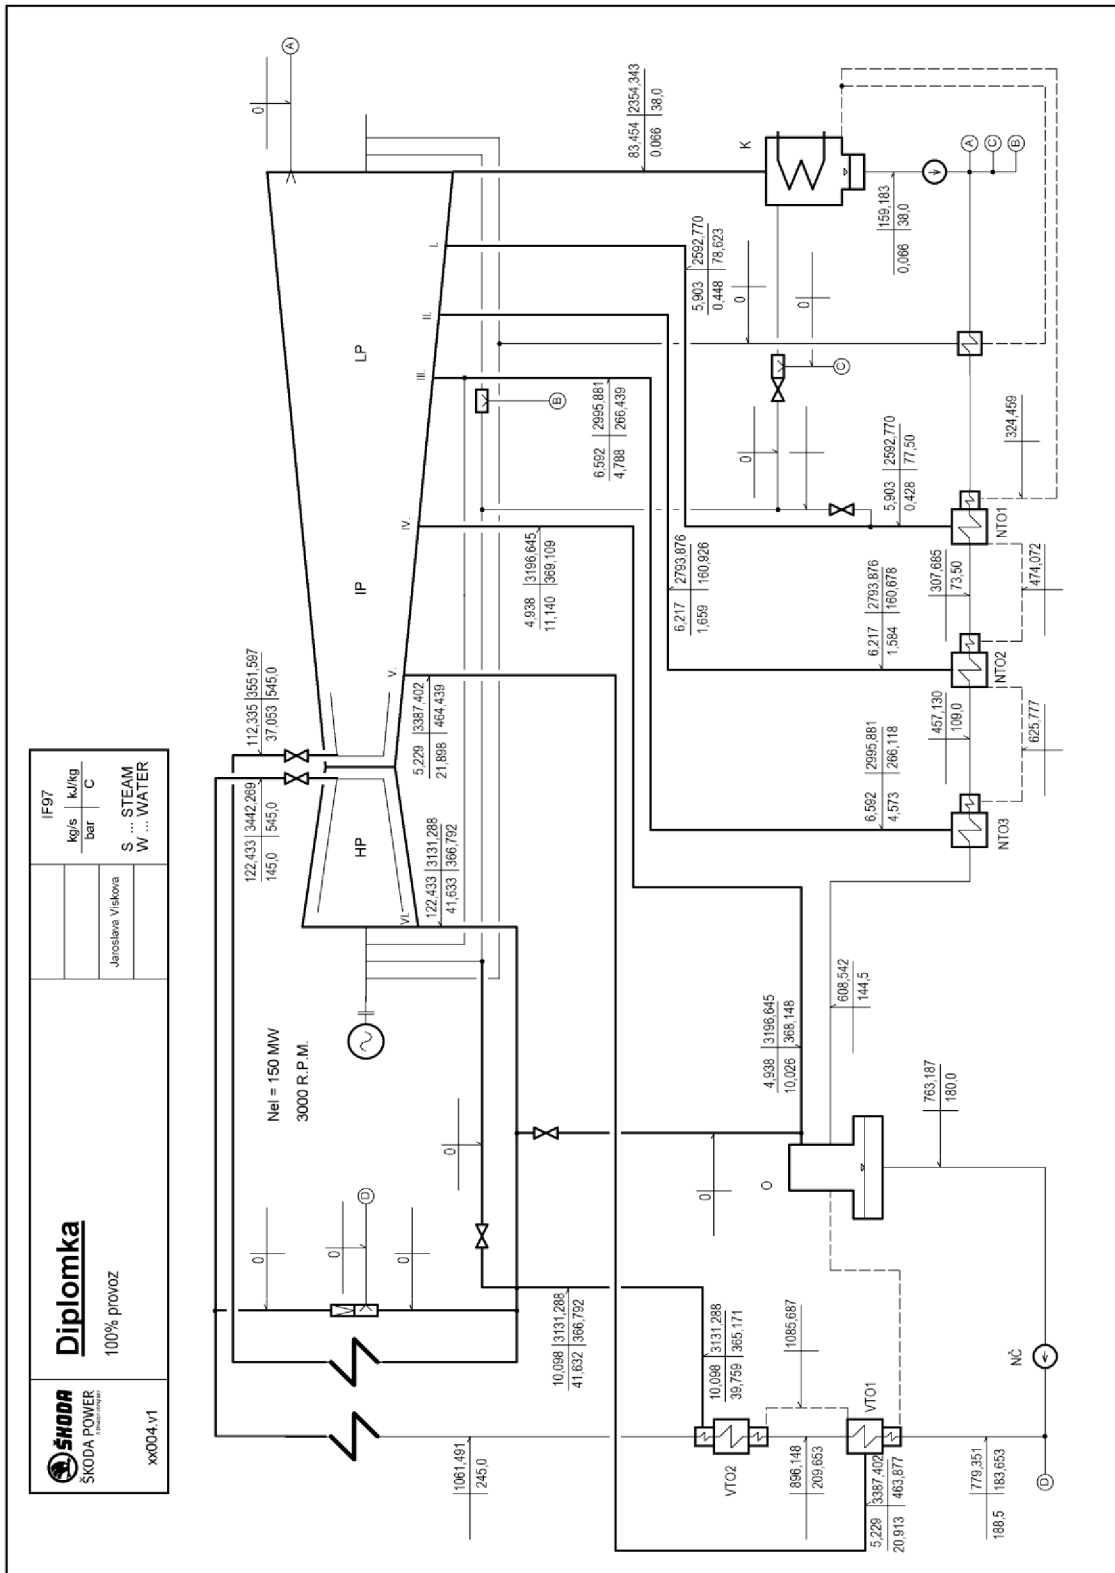 ŠKODA
ŠKODA POWER
xx004.v1
Diplomka
100% provoz
Jaroslava Viskova
IF97
kg/s kJ/kg
bar C
S ... STEAM
W ... WATER
Nel = 150 MW
3000 R.P.M.
HP
IP
LP
VI.
V.
IV.
III.
II.
I.
122,433 3442,269
145,0 545,0
112,335 3551,597
37,053 545,0
122,433 3131,288
41,633 366,792
5,229 3387,402
21,898 464,439
4,938 3196,645
11,140 369,109
6,592 2995,881
4,788 266,439
6,217 2793,876
1,659 160,926
5,903 2592,770
0,448 78,623
83,454 2354,343
0,066 38,0
K
159,183
0,066 38,0
A
A
C
B
B
C
D
D
0
0
0
0
0
0
0
0
0
5,903 2592,770
0,428 77,50
324,459
NTO1
307,685
73,50
474,072
6,217 2793,876
1,584 160,678
NTO2
457,130
109,0
625,777
6,592 2995,881
4,573 266,118
NTO3
608,542
144,5
4,938 3196,645
10,026 368,148
O
763,187
180,0
NČ
10,098 3131,288
41,632 366,792
10,098 3131,288
39,759 365,171
1085,687
VTO2
VTO1
896,148
209,653
1061,491
245,0
5,229 3387,402
20,913 463,877
779,351
188,5 183,653